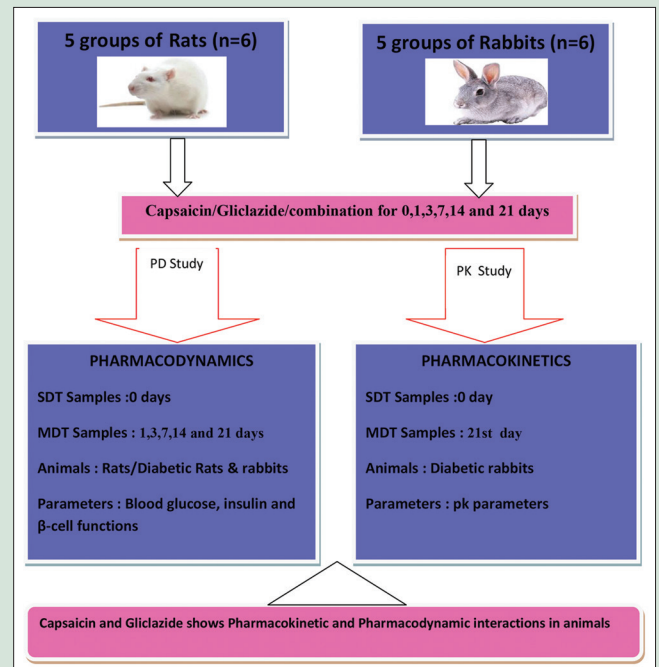 5 groups of Rats (n=6)
5 groups of Rabbits (n=6)
Capsaicin/Gliclazide/combination for 0,1,3,7,14 and 21 days
PD Study
PK Study
PHARMACODYNAMICS
SDT Samples :0 days
MDT Samples : 1,3,7,14 and 21 days
Animals : Rats/Diabetic Rats & rabbits
Parameters : Blood glucose, insulin and
β-cell functions
PHARMACOKINETICS
SDT Samples :0 day
MDT Samples : 21st day
Animals : Diabetic rabbits
Parameters : pk parameters
Capsaicin and Gliclazide shows Pharmacokinetic and Pharmacodynamic interactions in animals